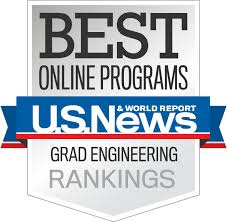 BEST
ONLINE PROGRAMS
& WORLD REPORT
U.S.News
GRAD ENGINEERING
RANKINGS